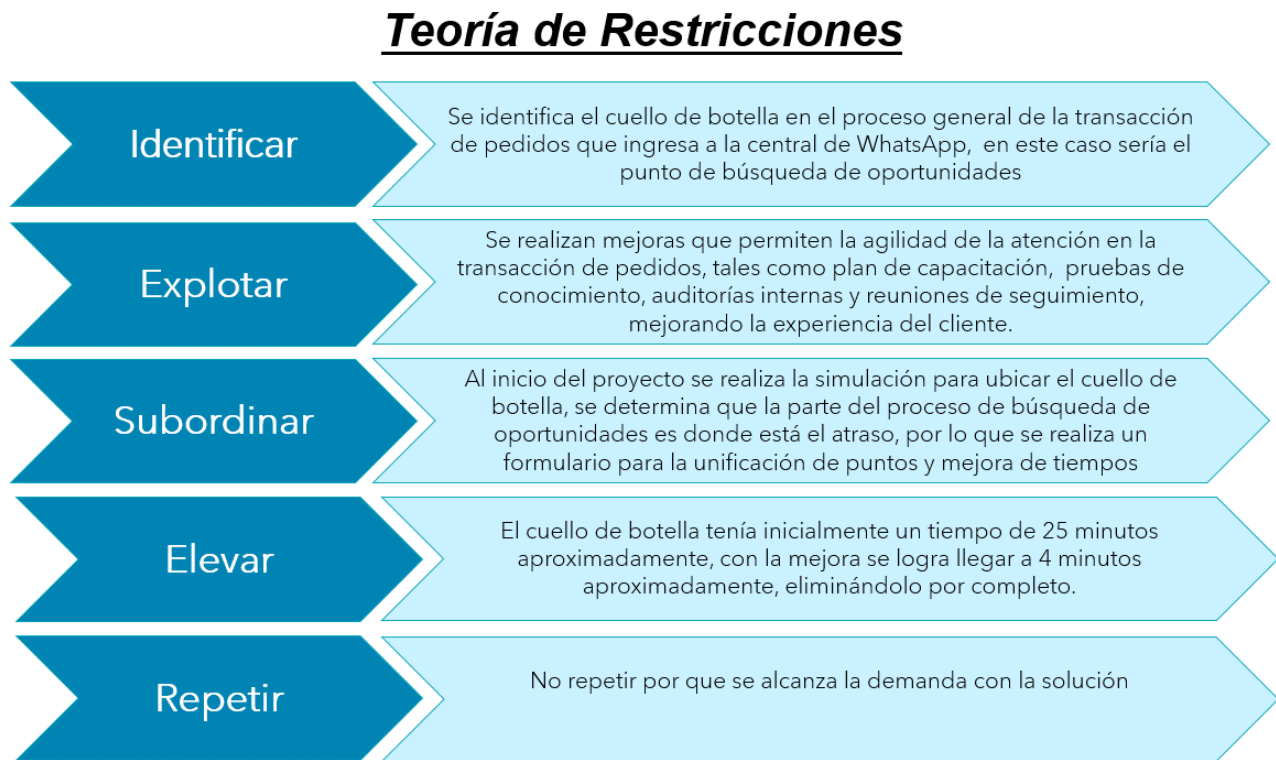 Teoría de Restricciones
Identificar
Se identifica el cuello de botella en el proceso general de la transacción
de pedidos que ingresa a la central de WhatsApp, en este caso sería el
punto de búsqueda de oportunidades
Explotar
Se realizan mejoras que permiten la agilidad de la atención en la
transacción de pedidos, tales como plan de capacitación, pruebas de
conocimiento, auditorías internas y reuniones de seguimiento,
mejorando la experiencia del cliente.
Subordinar
Al inicio del proyecto se realiza la simulación para ubicar el cuello de
botella, se determina que la parte del proceso de búsqueda de
oportunidades es donde está el atraso, por lo que se realiza un
formulario para la unificación de puntos y mejora de tiempos
Elevar
El cuello de botella tenía inicialmente un tiempo de 25 minutos
aproximadamente, con la mejora se logra llegar a 4 minutos
aproximadamente, eliminándolo por completo.
Repetir
No repetir por que se alcanza la demanda con la solución